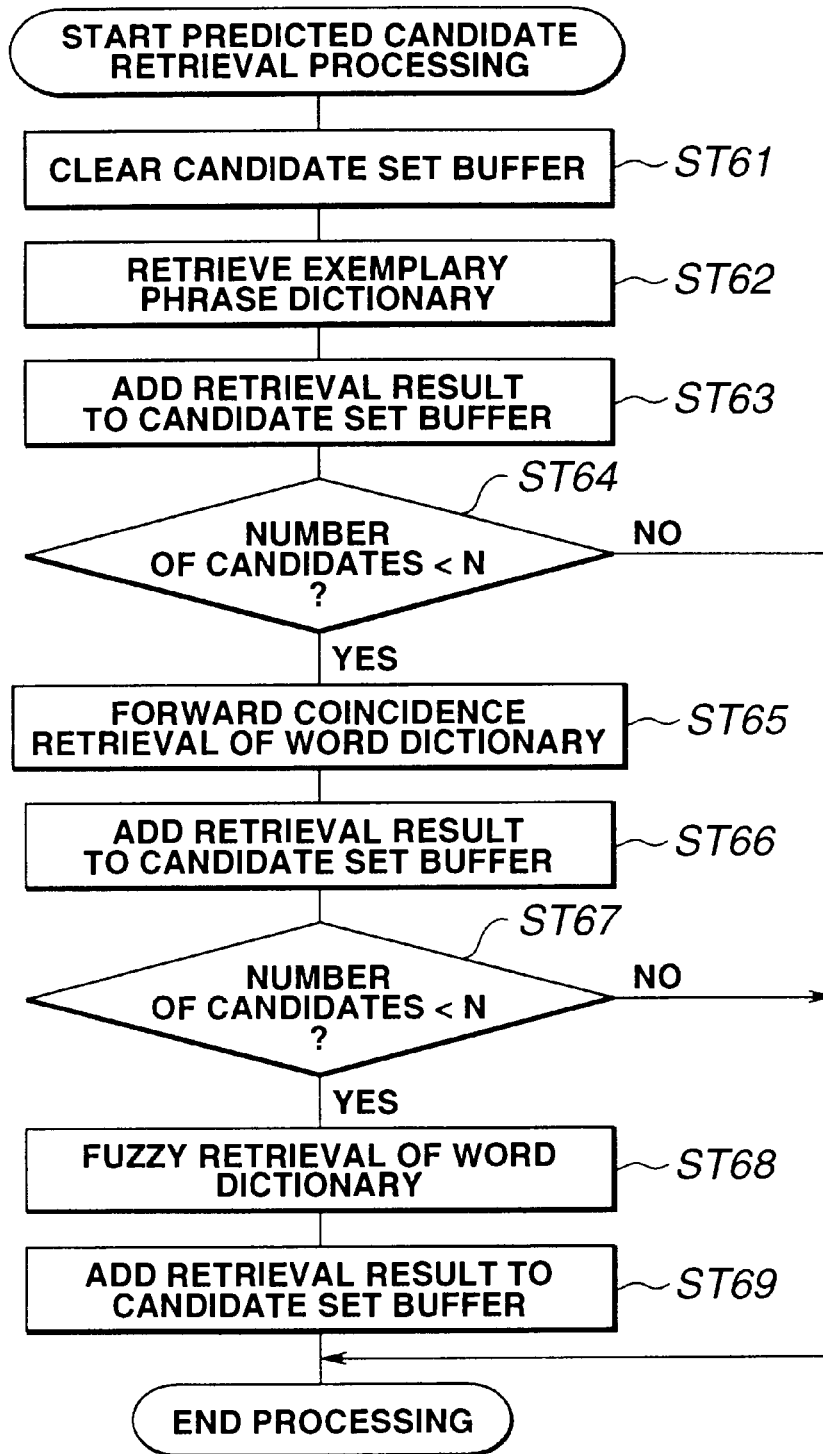 START PREDICTED CANDIDATE
RETRIEVAL PROCESSING
CLEAR CANDIDATE SET BUFFER
ST61
RETRIEVE EXEMPLARY
PHRASE DICTIONARY
ST62
ADD RETRIEVAL RESULT
TO CANDIDATE SET BUFFER
ST63
ST64
NUMBER
OF CANDIDATES < N
?
NO
YES
FORWARD COINCIDENCE
RETRIEVAL OF WORD DICTIONARY
ST65
ADD RETRIEVAL RESULT
TO CANDIDATE SET BUFFER
ST66
ST67
NUMBER
OF CANDIDATES < N
?
NO
YES
FUZZY RETRIEVAL OF WORD
DICTIONARY
ST68
ADD RETRIEVAL RESULT TO
CANDIDATE SET BUFFER
ST69
END PROCESSING